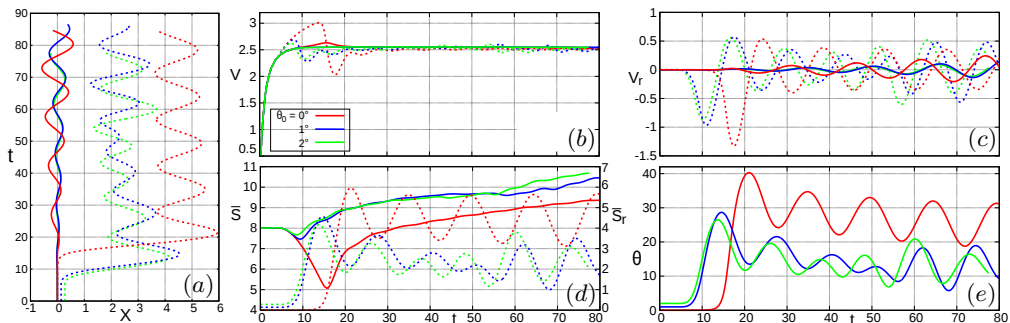 90
80
70
60
50
40
30
20
10
0
t
-1 0 1 2 3 4 5 6
X
(a)
3
2.5
2
1.5
1
0.5
V
θ₀ = 0°
1°
2°
(b)
1
0.5
0
-0.5
-1
-1.5
V_r
(c)
11
10
9
8
7
6
5
4
S̅
7
6
5
4
3
2
1
0
S̅_r
0 10 20 30 40 50 60 70 80
t
(d)
40
30
20
10
0
θ
0 10 20 30 40 50 60 70 80
t
(e)